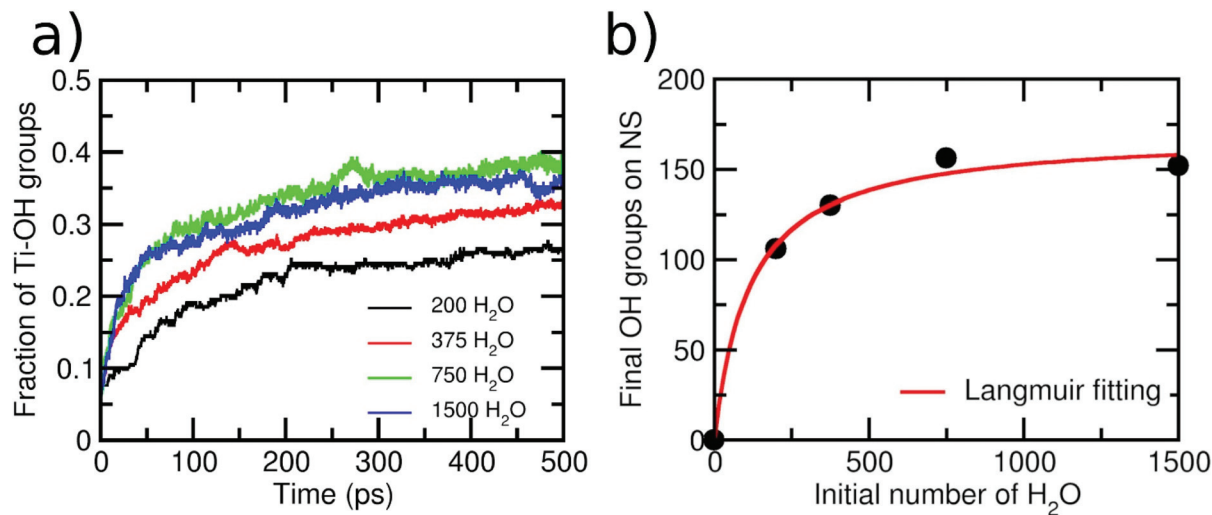 a)
0.5
0.4
0.3
0.2
0.1
0
Fraction of Ti-OH groups
200 H₂O
375 H₂O
750 H₂O
1500 H₂O
0 100 200 300 400 500
Time (ps)
b)
200
150
100
50
0
Final OH groups on NS
Langmuir fitting
0 500 1000 1500
Initial number of H₂O